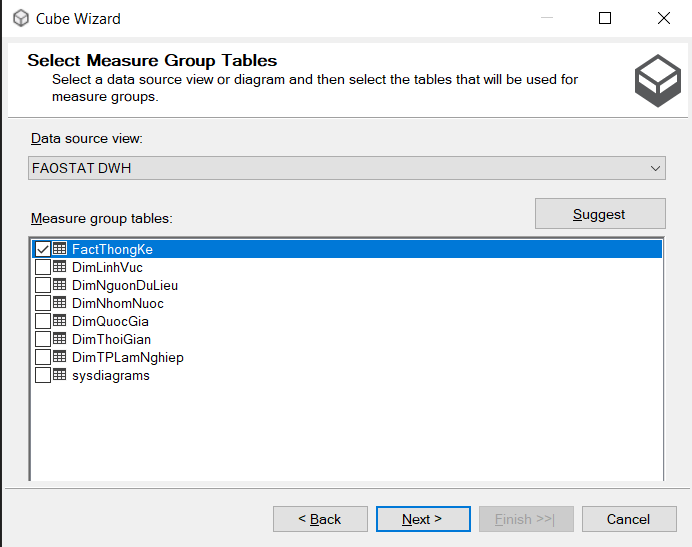 Cube Wizard
Select Measure Group Tables
Select a data source view or diagram and then select the tables that will be used for
measure groups.
Data source view:
FAOSTAT DWH
Measure group tables:
Suggest
FactThongKe
DimLinhVuc
DimNguonDuLieu
DimNhomNuoc
DimQuocGia
DimThoiGian
DimTPLamNghiep
sysdiagrams
< Back
Next >
Finish >>|
Cancel